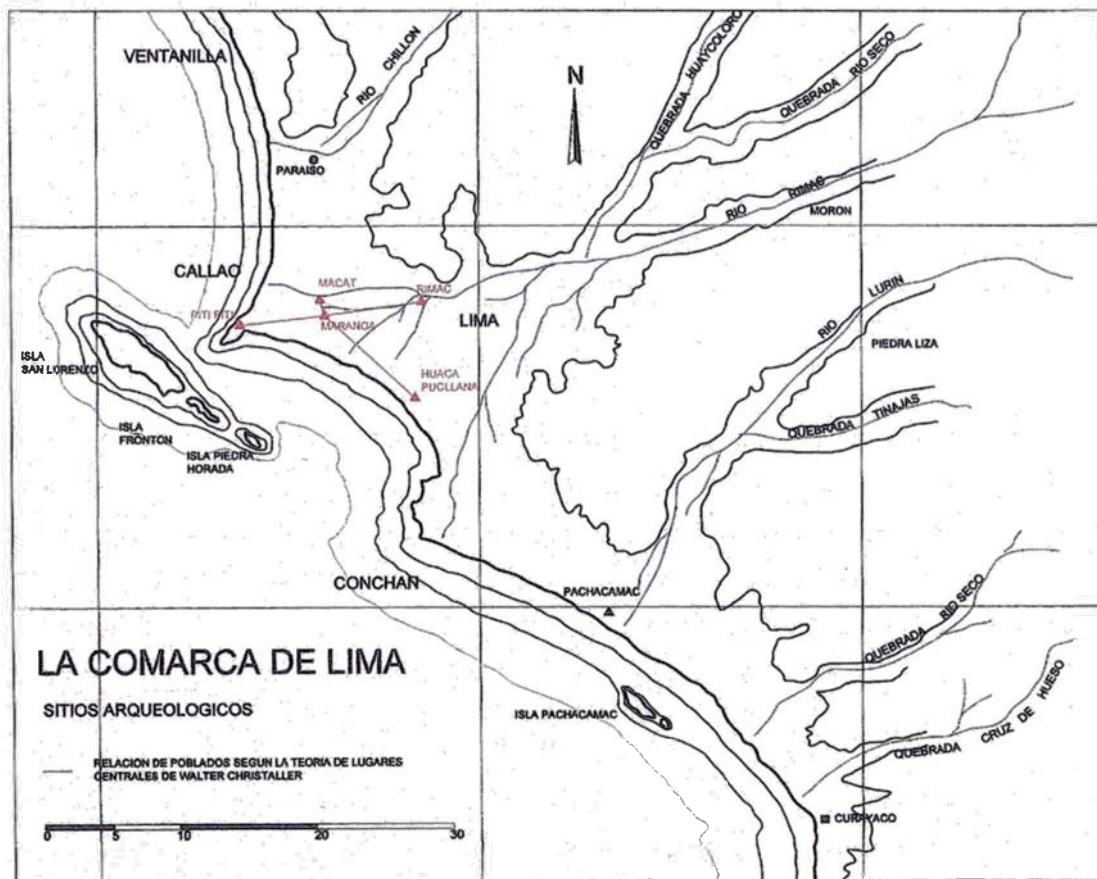 VENTANILLA
RIO CHILLON
N
QUEBRADA HUAYCOLORO
QUEBRADA RIO SECO
PARAISO
RIO RIMAC
MORON
CALLAO
MACAT
RIMAC
PITI PITI
MARANGA
LIMA
RIO LURIN
ISLA
SAN LORENZO
PIEDRA LIZA
HUACA
PUCLLANA
ISLA
FRONTON
ISLA PIEDRA
HORADA
QUEBRADA TINAJAS
CONCHAN
PACHACAMAC
QUEBRADA RIO SECO
LA COMARCA DE LIMA
SITIOS ARQUEOLOGICOS
ISLA PACHACAMAC
QUEBRADA CRUZ DE HUESO
RELACION DE POBLADOS SEGUN LA TEORIA DE LUGARES
CENTRALES DE WALTER CHRISTALLER
CURAYACO
0 5 10 20 30